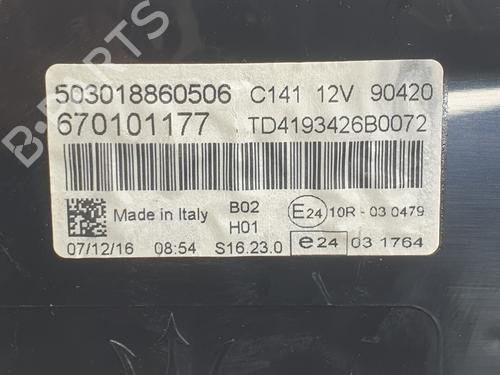 503018860506 C141 12V 90420
670101177 TD4193426B0072
Made in Italy B02 E24 10R - 03 0479
H01
07/12/16 08:54 S16.23.0 e24 03 1764